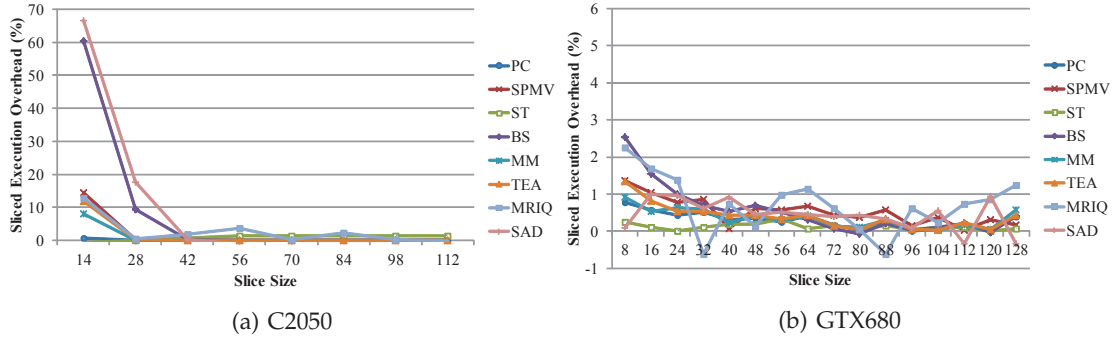 70
60
50
40
30
20
10
0
Sliced Execution Overhead (%)
14 28 42 56 70 84 98 112
Slice Size
PC
SPMV
ST
BS
MM
TEA
MRIQ
SAD
(a) C2050
6
5
4
3
2
1
0
-1
Sliced Execution Overhead (%)
8 16 24 32 40 48 56 64 72 80 88 96 104 112 120 128
Slice Size
PC
SPMV
ST
BS
MM
TEA
MRIQ
SAD
(b) GTX680